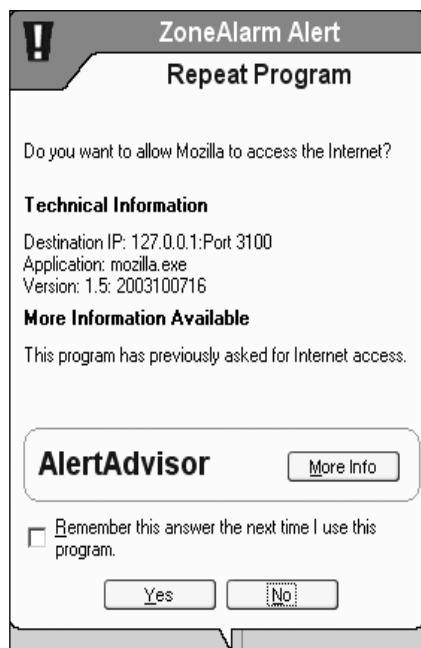 ZoneAlarm Alert
Repeat Program
Do you want to allow Mozilla to access the Internet?
Technical Information
Destination IP: 127.0.0.1:Port 3100
Application: mozilla.exe
Version: 1.5: 2003100716
More Information Available
This program has previously asked for Internet access.
AlertAdvisor
More Info
Remember this answer the next time I use this
program.
Yes
No